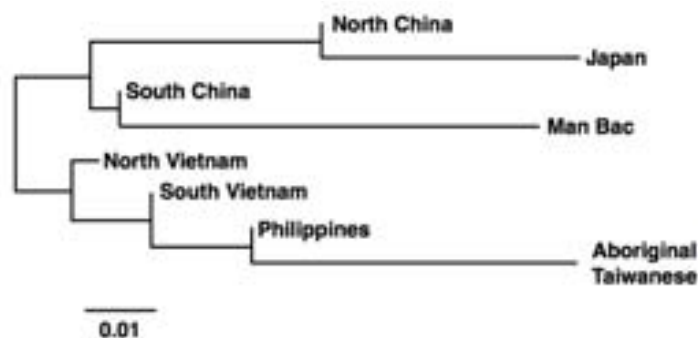 North China
Japan
South China
Man Bac
North Vietnam
South Vietnam
Philippines
Aboriginal
Taiwanese
0.01